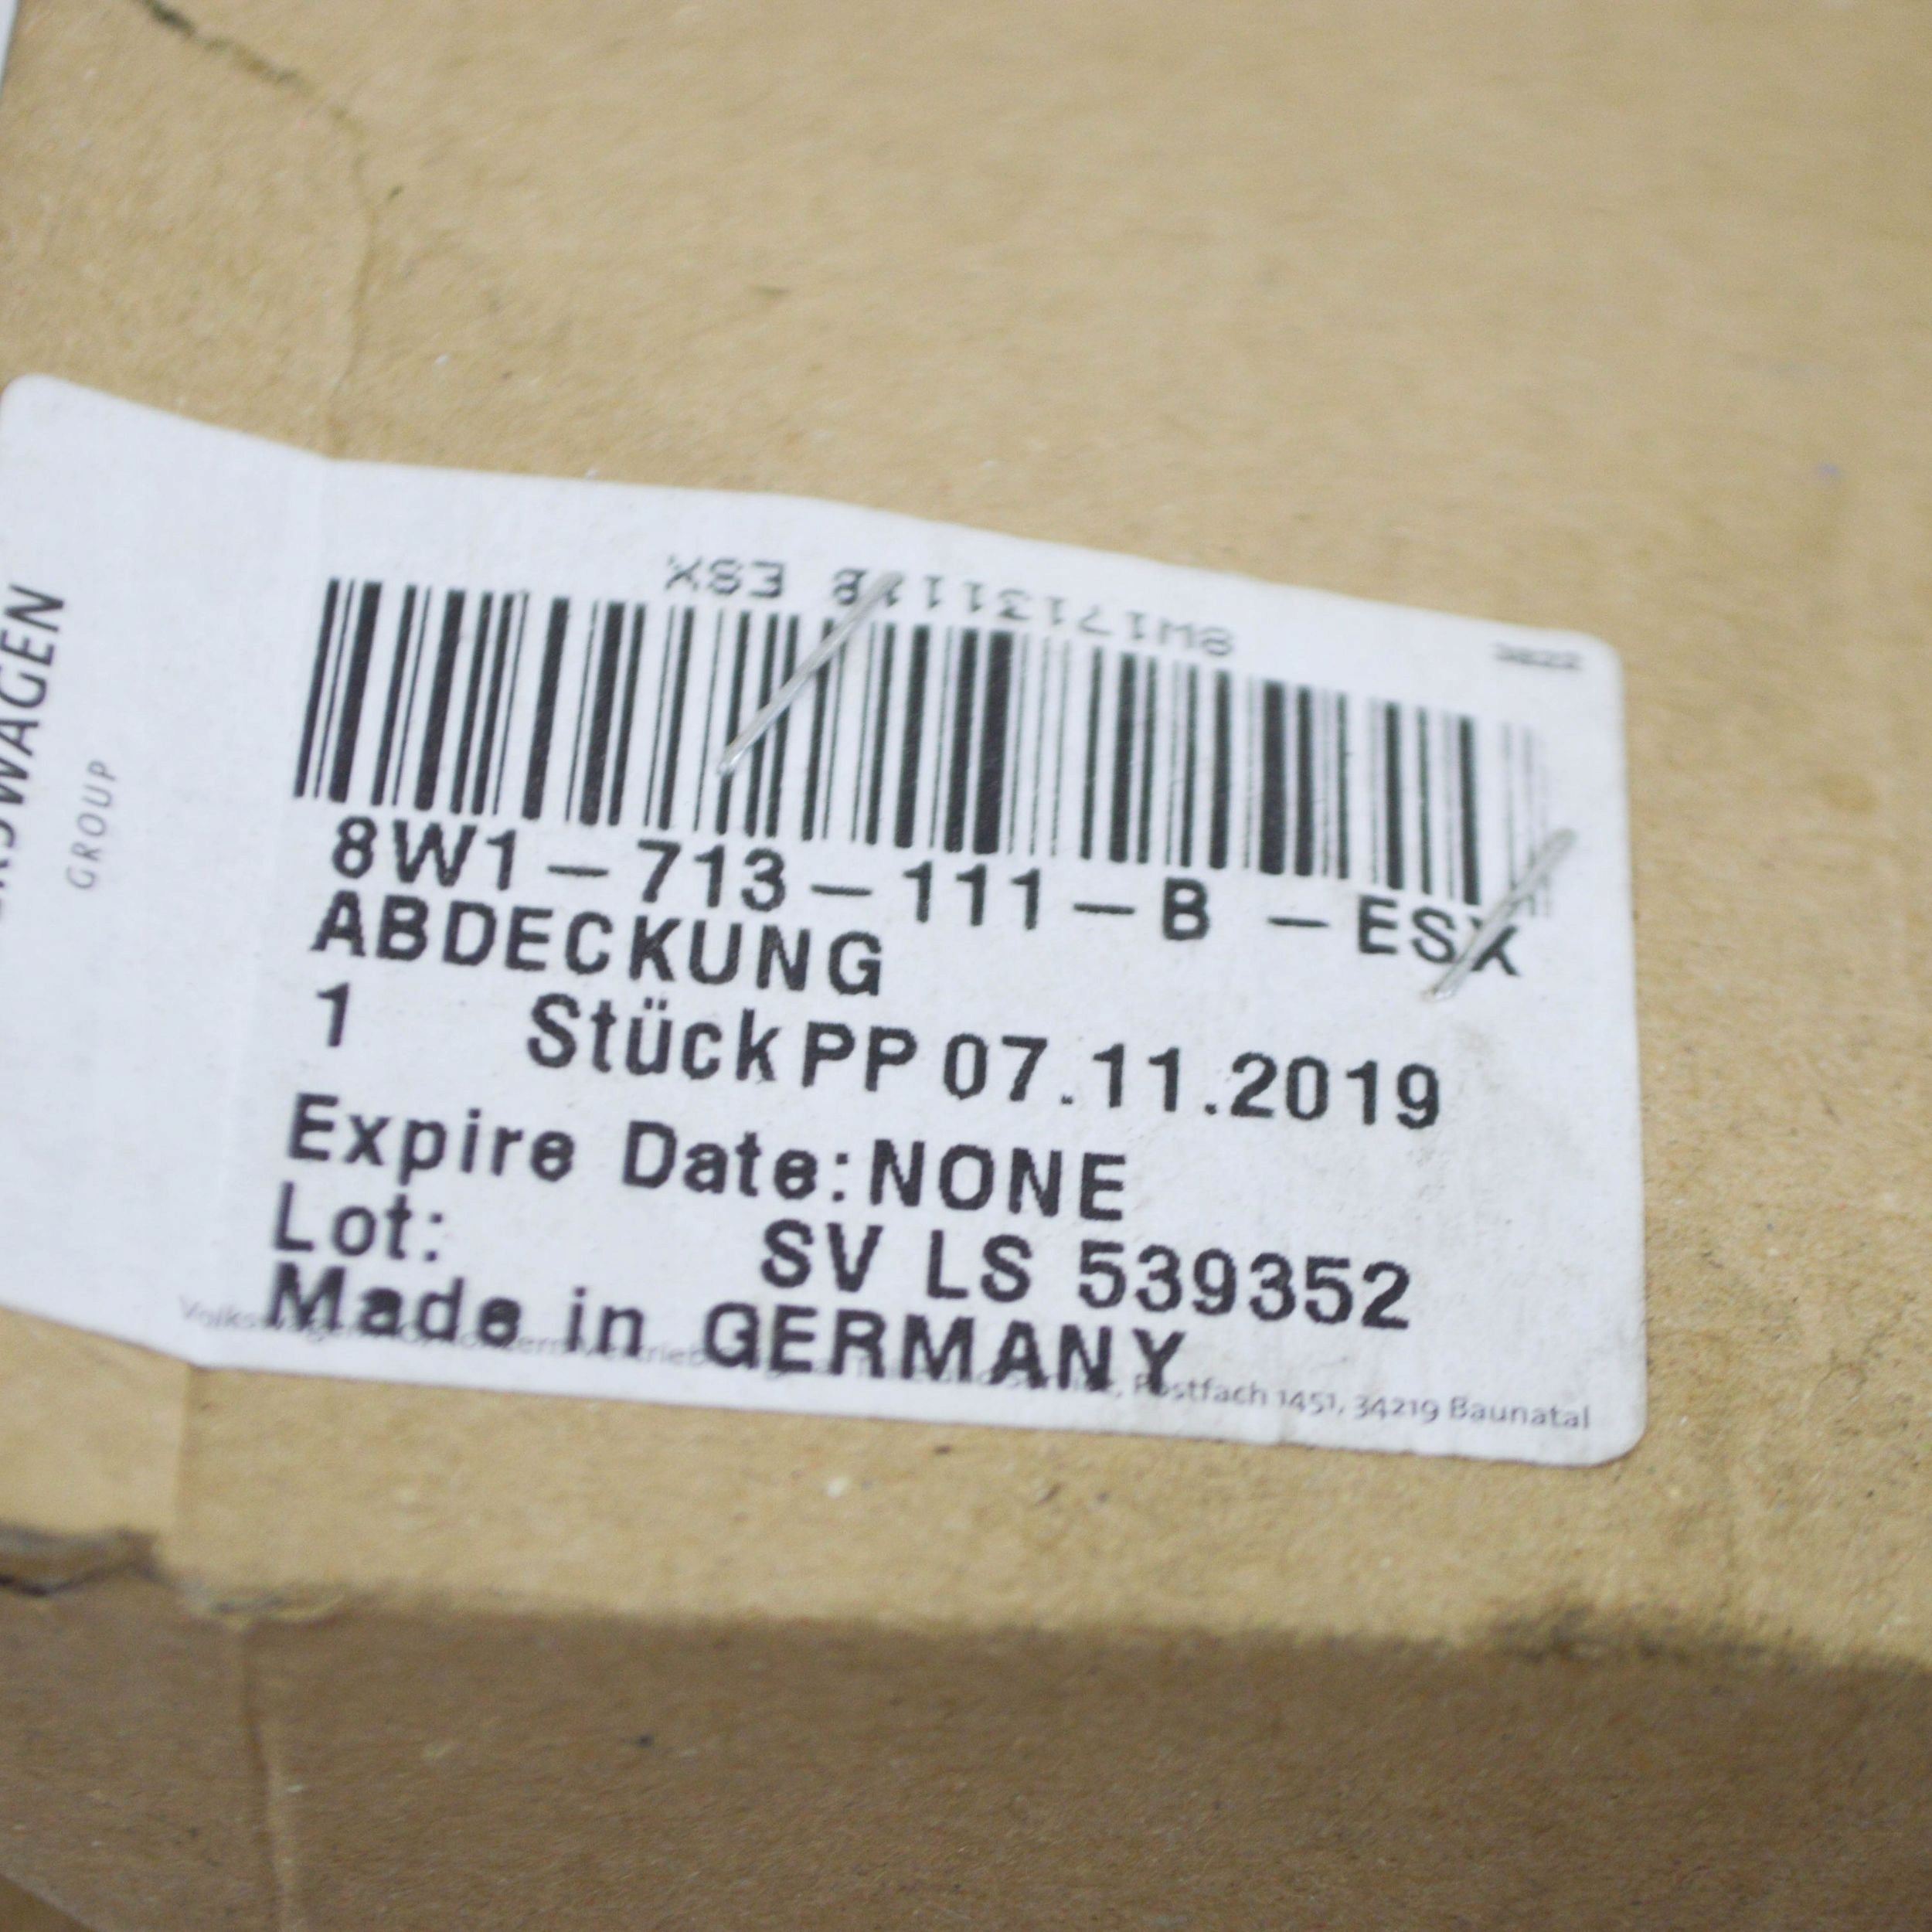 GROUP
8W1713111B ESX
8W1-713-111-B -ESX
ABDECKUNG
1 Stück PP 07.11.2019
Expire Date:NONE
Lot: SV LS 539352
Made in GERMANY
Postfach 1451, 34219 Baunatal